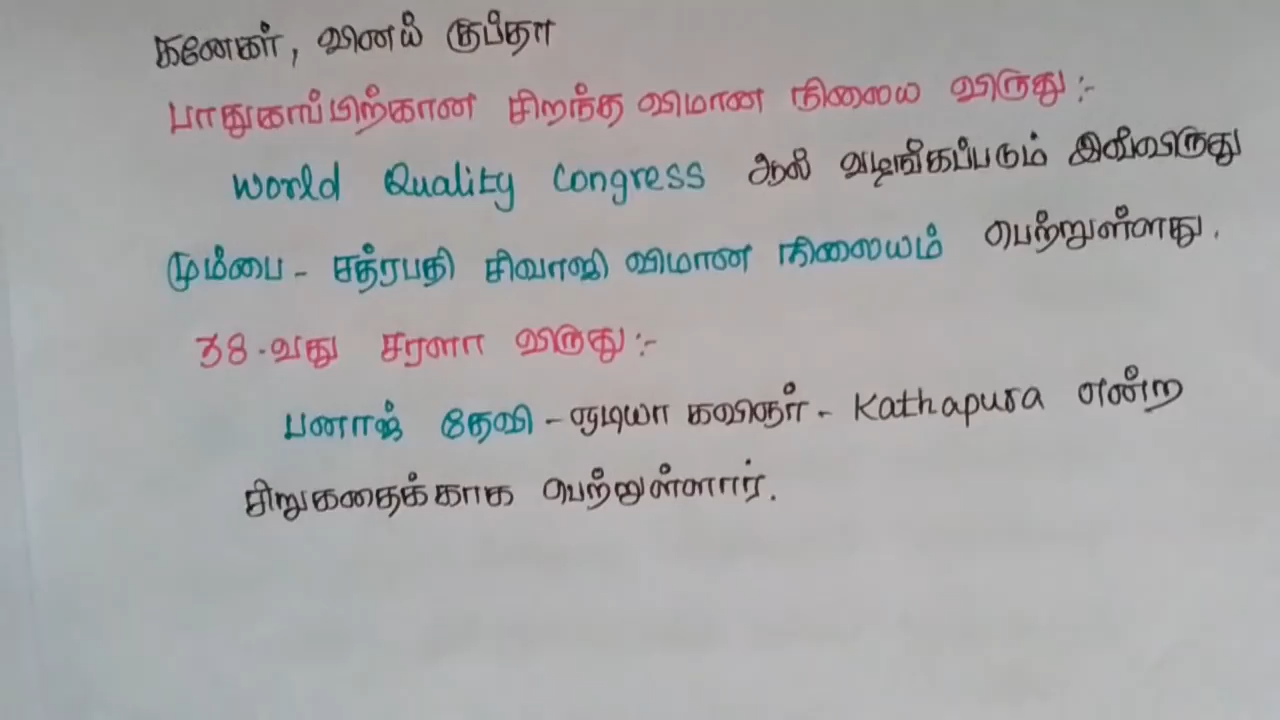 கனேகர், வினய் குப்தா
பாதுகாப்பிற்கான சிறந்த விமான நிலைய விருது:-
World Quality Congress ஆல் வழங்கப்படும் இவ்விருது
மும்பை - சத்ரபதி சிவாஜி விமான நிலையம் பெற்றுள்ளது.
38-வது சரளா விருது:-
பனாஜ் தேவி - ஒடியா கவிஞர் - Kathapura என்ற
சிறுகதைக்காக பெற்றுள்ளார்.